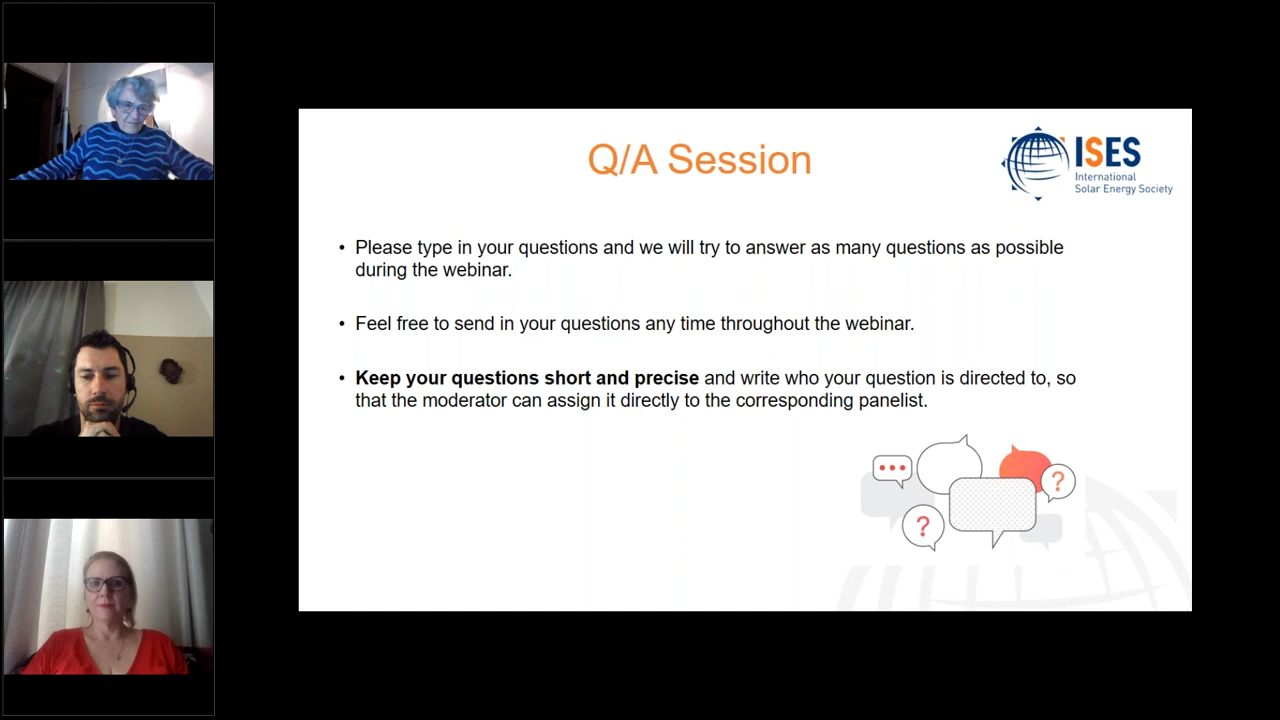 Q/A Session
ISES
International
Solar Energy Society
• Please type in your questions and we will try to answer as many questions as possible
during the webinar.
• Feel free to send in your questions any time throughout the webinar.
• Keep your questions short and precise and write who your question is directed to, so
that the moderator can assign it directly to the corresponding panelist.
?
?